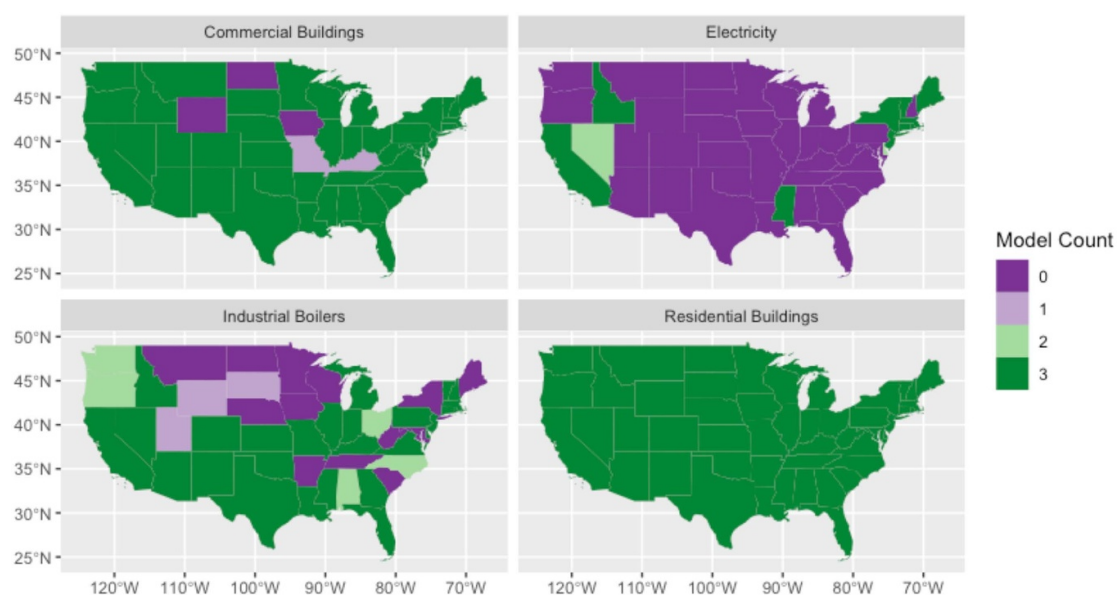 Commercial Buildings
Electricity
50°N
45°N
40°N
35°N
30°N
25°N
Industrial Boilers
Residential Buildings
50°N
45°N
40°N
35°N
30°N
25°N
120°W 110°W 100°W 90°W 80°W 70°W
120°W 110°W 100°W 90°W 80°W 70°W
Model Count
0
1
2
3